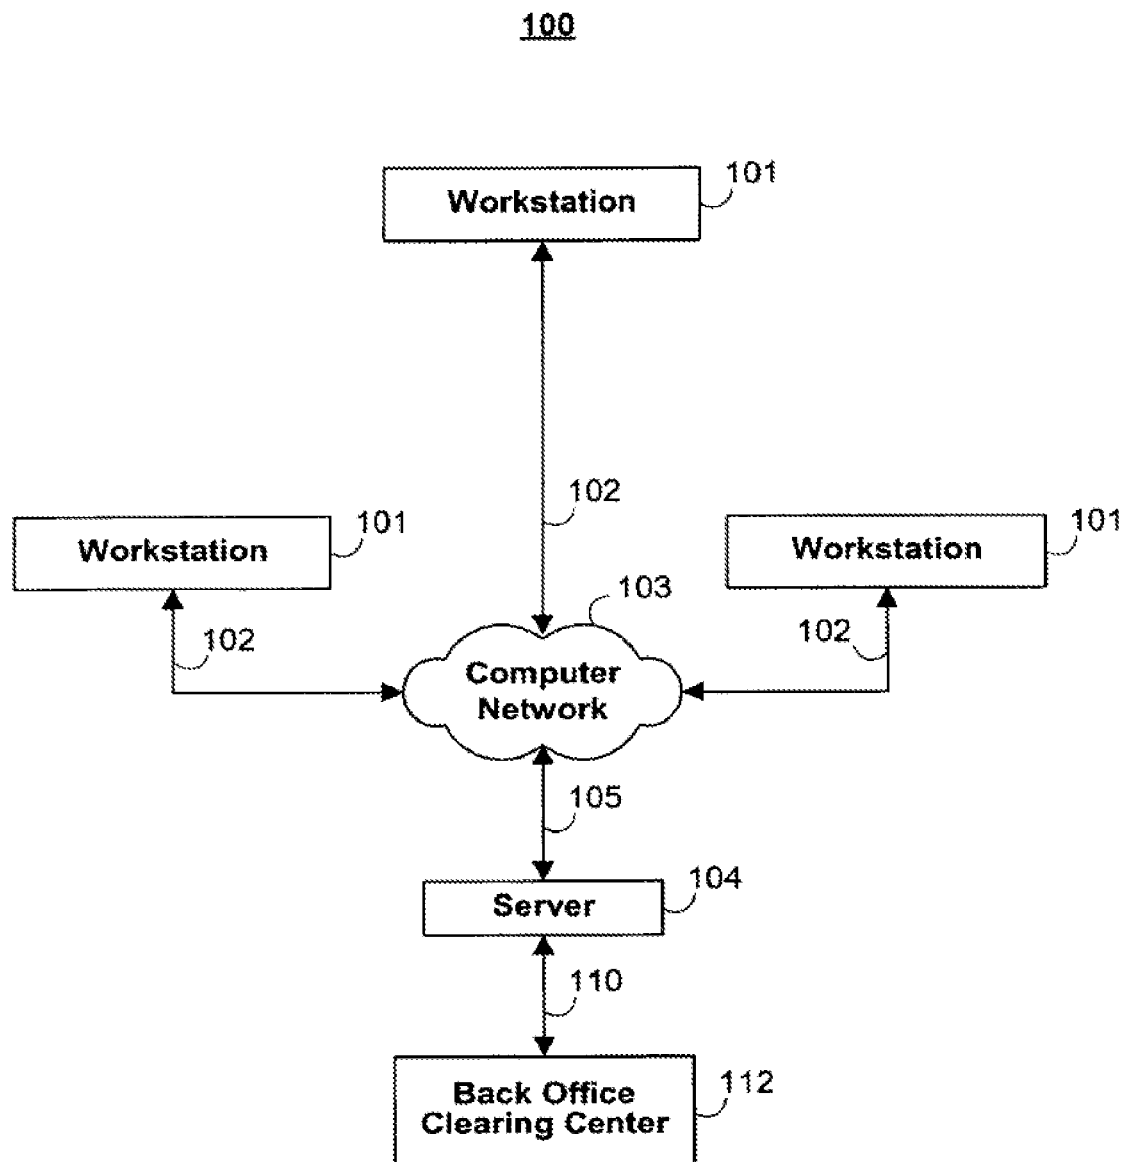 100
Workstation
101
102
Workstation
101
Workstation
101
103
102
102
Computer
Network
105
Server
104
110
Back Office
Clearing Center
112